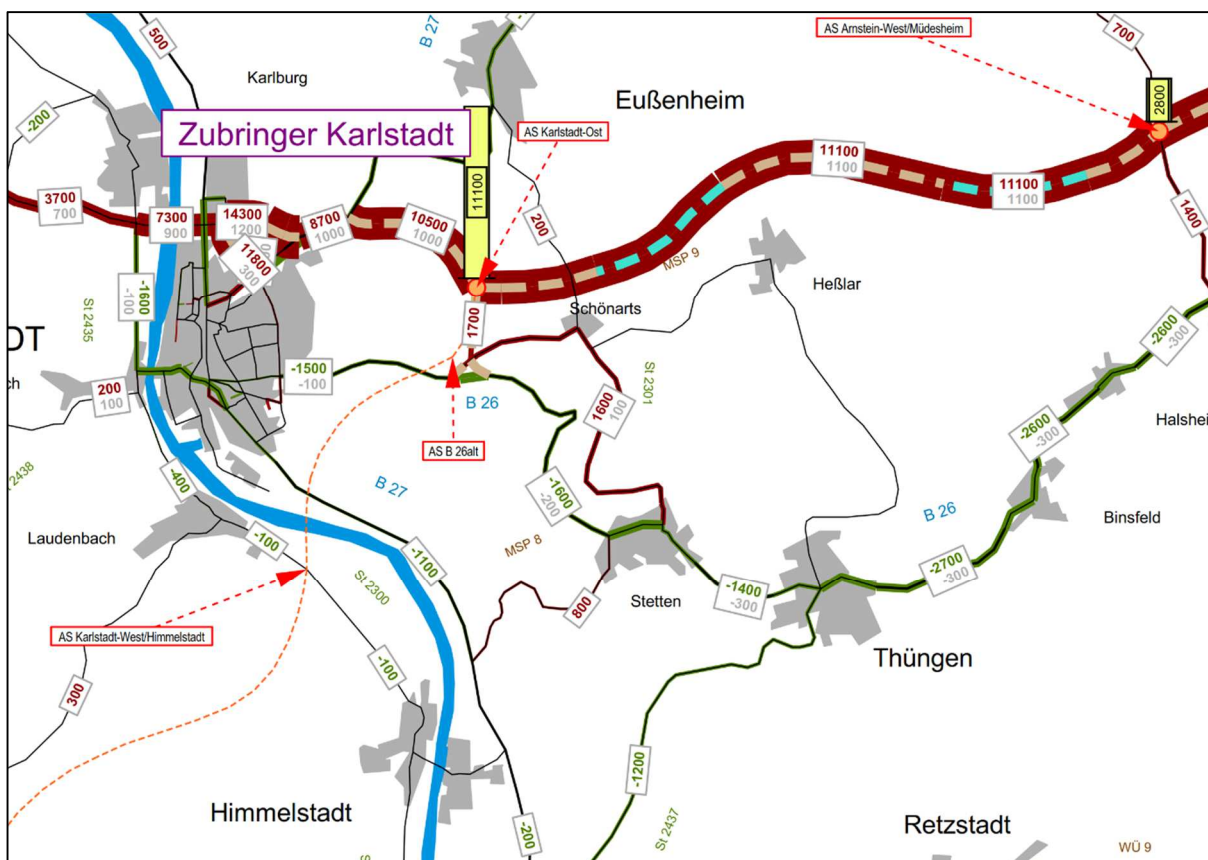 500
B 27
AS Arnstein-West/Müdesheim
700
Karlburg
-200
Eußenheim
2800
Zubringer Karlstadt
AS Karlstadt-Ost
11100
11100
1100
11100
1100
3700
700
7300
900
14300
1200
8700
1000
10500
1000
200
1400
11800
300
MSP 9
Heßlar
-1600
-100
St 2435
1700
Schönarts
DT
-2600
-300
-1500
-100
St 2301
200
100
B 26
1600
100
-2600
-300
Halshei
AS B 26alt
-400
B 27
-1600
-200
B 26
Binsfeld
Laudenbach
-100
MSP 8
-1100
-2700
-300
St 2300
Stetten
-1400
-300
800
AS Karlstadt-West/Himmelstadt
-100
Thüngen
300
-1200
Himmelstadt
-200
St 2437
Retzstadt
WÜ 9